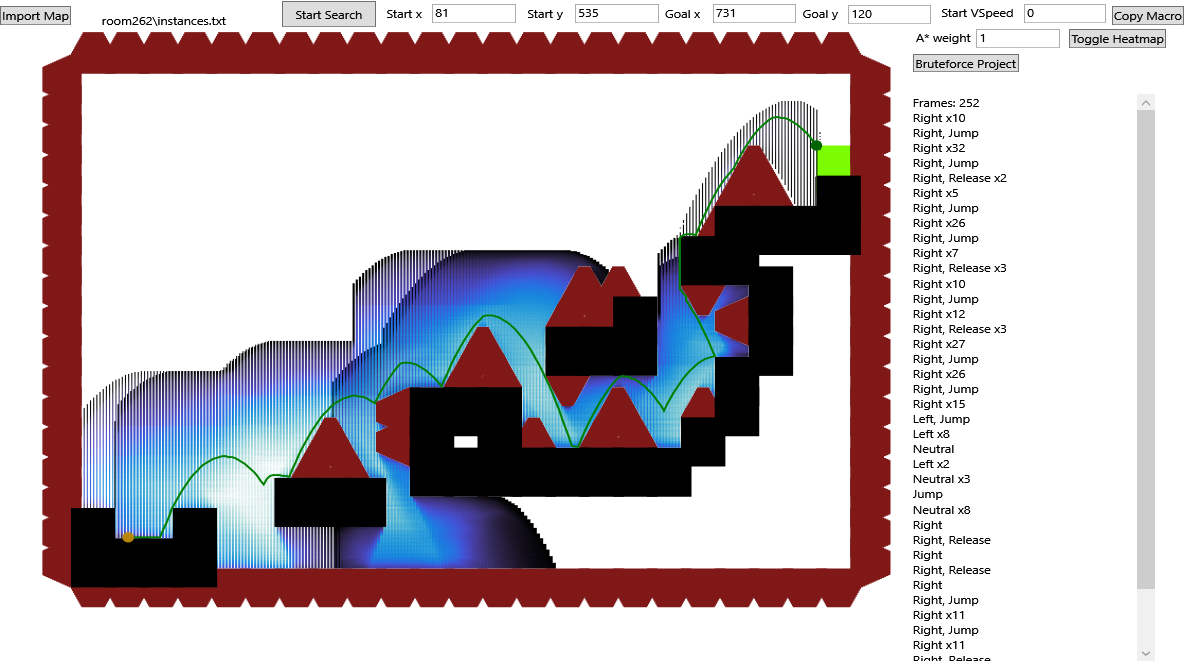 Import Map
room262\instances.txt
Start Search
Start x 81
Start y 535
Goal x 731
Goal y 120
Start VSpeed 0
Copy Macro
A* weight 1
Toggle Heatmap
Bruteforce Project
Frames: 252
Right x10
Right, Jump
Right x32
Right, Jump
Right, Release x2
Right x5
Right, Jump
Right x26
Right, Jump
Right x7
Right, Release x3
Right x10
Right, Jump
Right x12
Right, Release x3
Right x27
Right, Jump
Right x26
Right, Jump
Right x15
Left, Jump
Left x8
Neutral
Left x2
Neutral x3
Jump
Neutral x8
Right
Right, Release
Right
Right, Release
Right
Right, Jump
Right x11
Right, Jump
Right x11
Right, Release